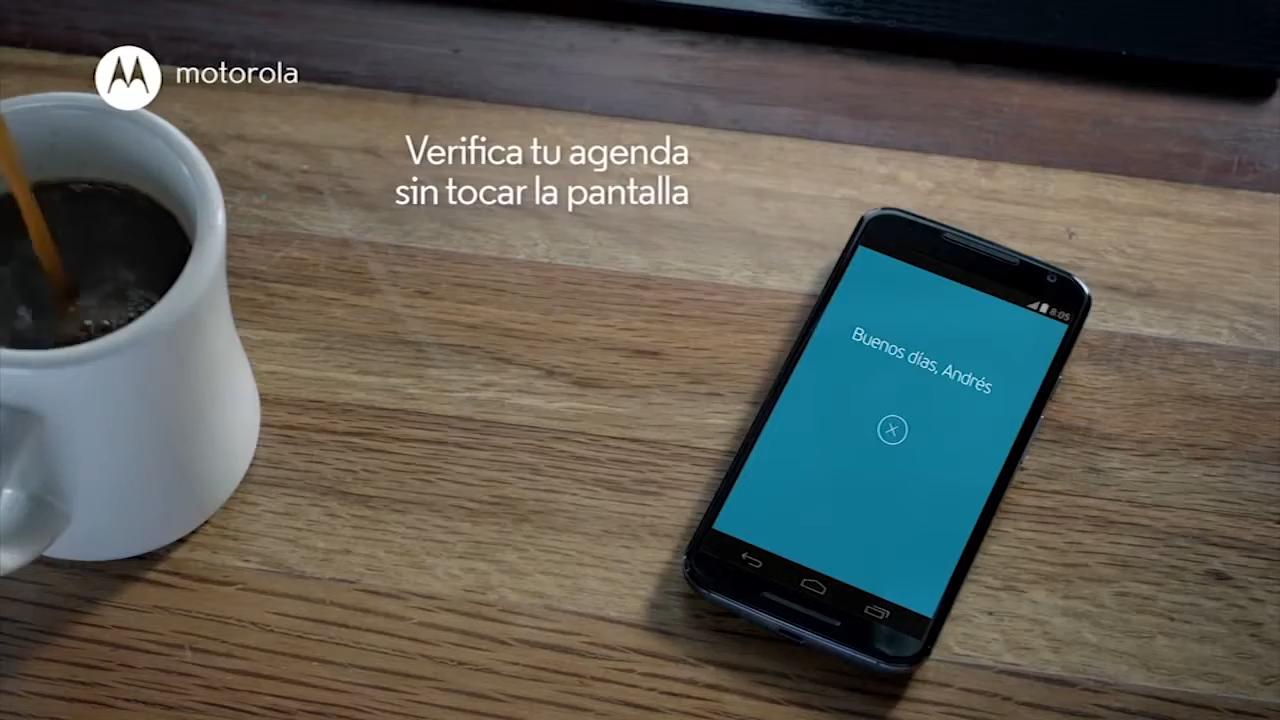 motorola
Verifica tu agenda
sin tocar la pantalla
8:05
Buenos días, Andrés